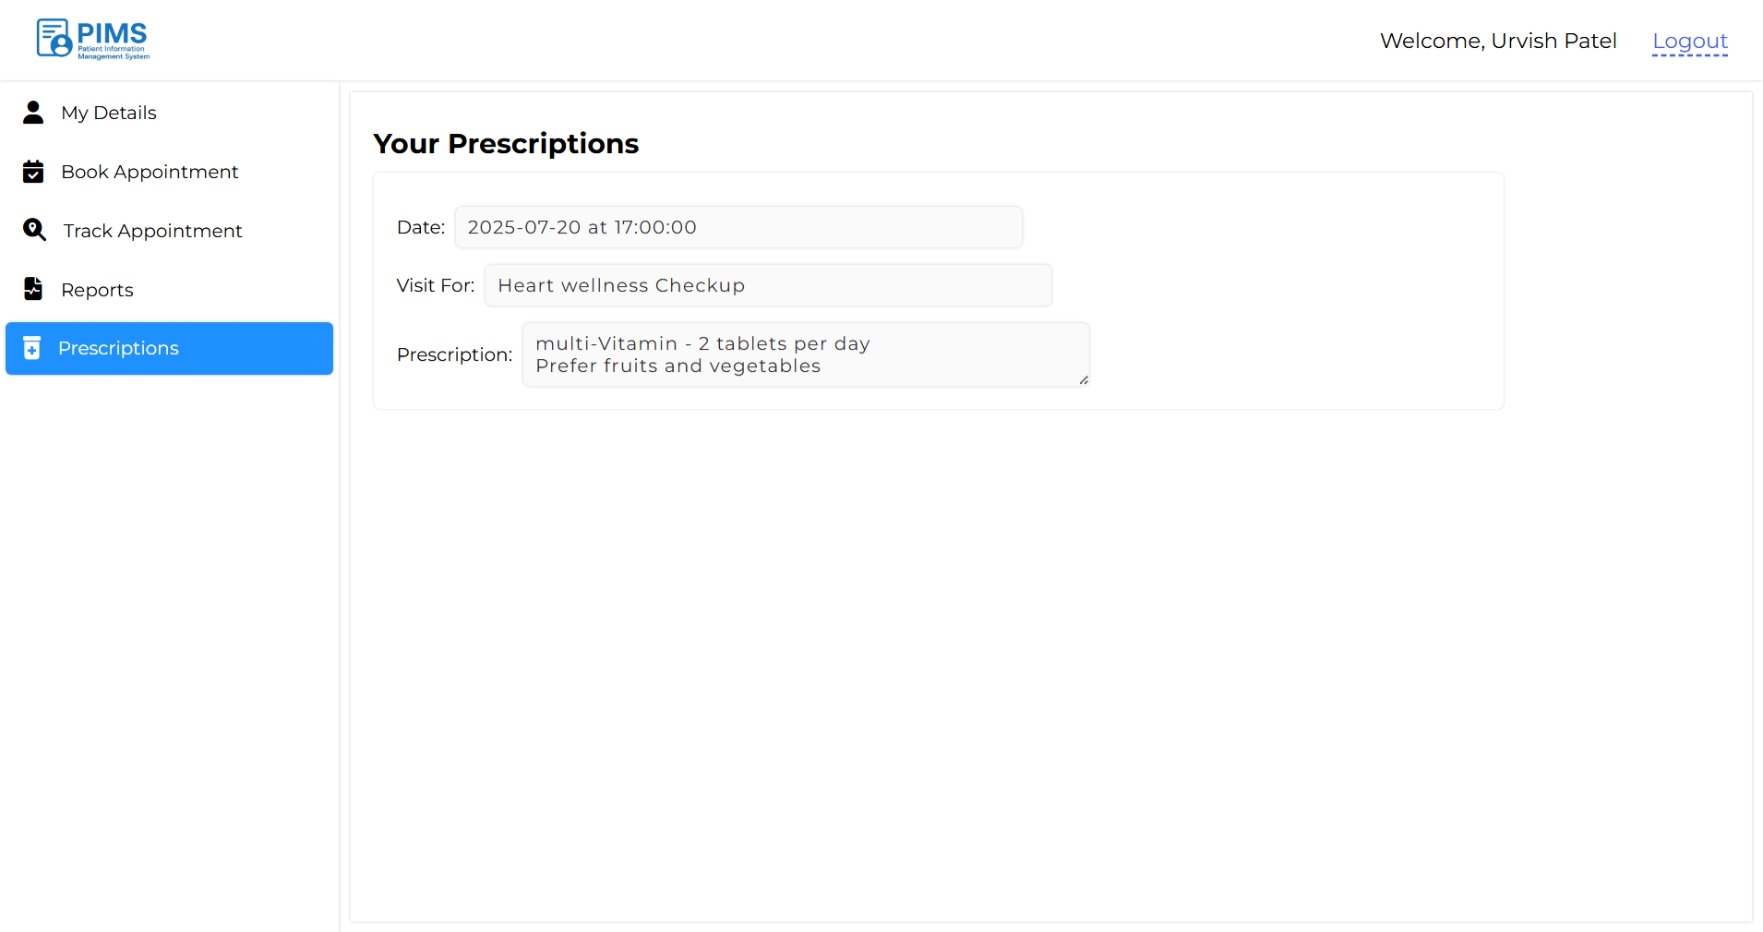 PIMS
Patient Information
Management System
Welcome, Urvish Patel
Logout
My Details
Book Appointment
Track Appointment
Reports
Prescriptions
Your Prescriptions
Date: 2025-07-20 at 17:00:00
Visit For: Heart wellness Checkup
Prescription: multi-Vitamin - 2 tablets per day
Prefer fruits and vegetables